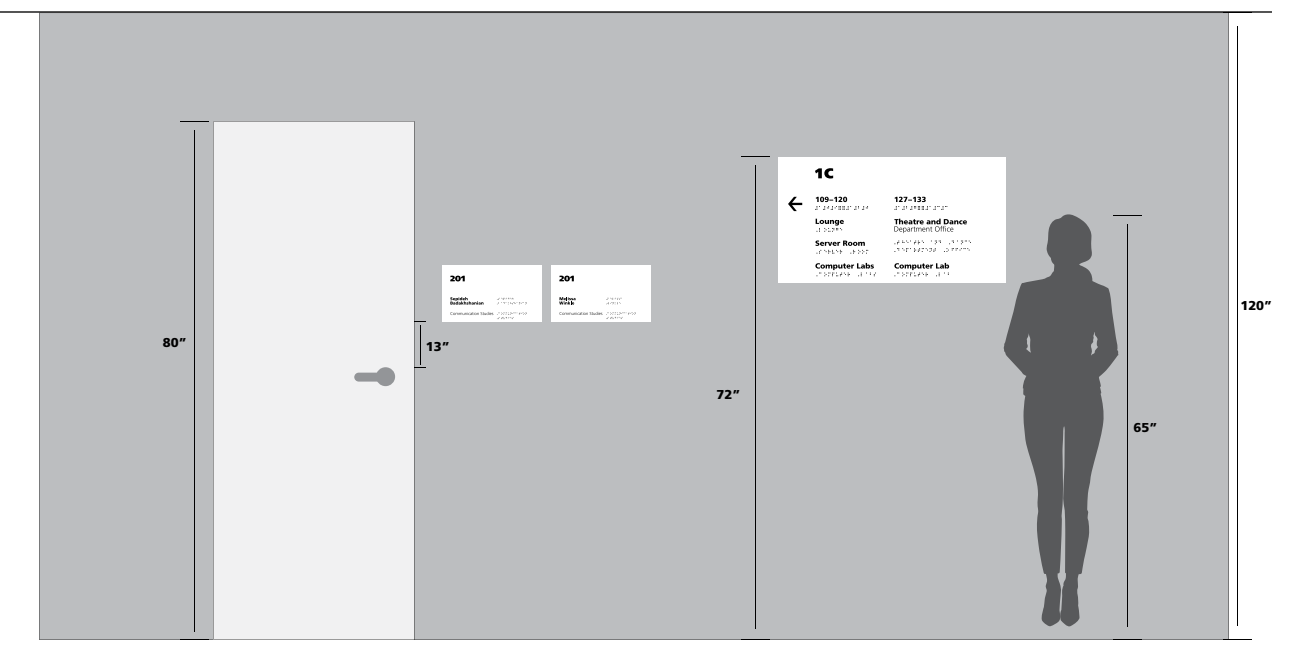 120”
80”
13”
72”
65”
201
Sepideh
Badakhshanian
Communication Studies
201
Melissa
Winkle
Communication Studies
1C
←
109–120
Lounge
Server Room
Computer Labs
127–133
Theatre and Dance
Department Office
Computer Lab